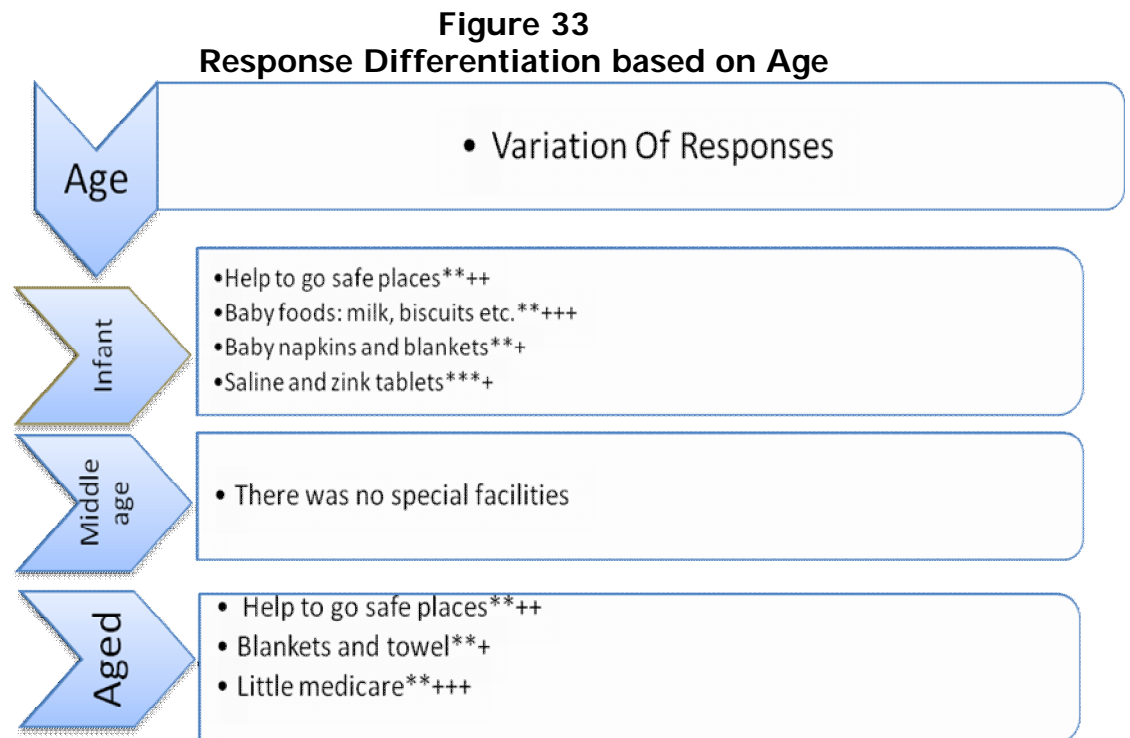 Figure 33
Response Differentiation based on Age
Age
• Variation Of Responses
Infant
•Help to go safe places**++
•Baby foods: milk, biscuits etc.**+++
•Baby napkins and blankets**+
•Saline and zink tablets***+
Middle
age
• There was no special facilities
Aged
• Help to go safe places**++
• Blankets and towel**+
• Little medicare**+++